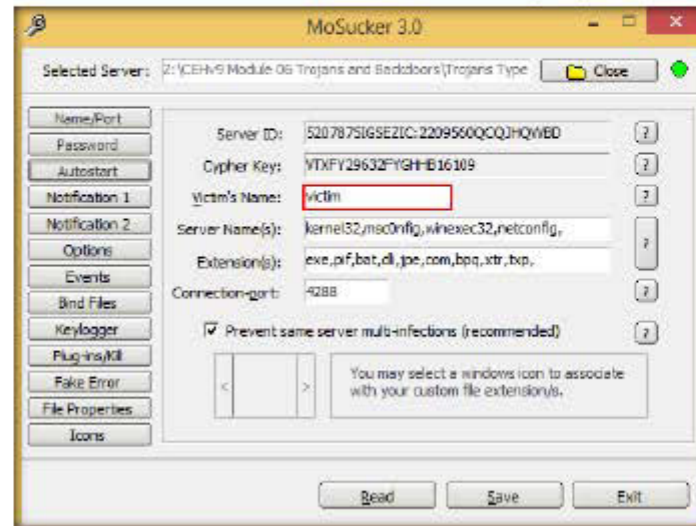 MoSucker 3.0
Selected Server: Z:\CEHv9 Module 06 Trojans and Backdoors\Trojans Type
Close
Name/Port
Password
Autostart
Notification 1
Notification 2
Options
Events
Bind Files
Keylogger
Plug-ins/Kill
Fake Error
File Properties
Icons
Server ID: 520787SIGSEZIC:2209560QCQJHQWBD ?
Cypher Key: VTXFY29632FYGHHB16109 ?
Victim's Name: victim ?
Server Name(s): kernel32,msc0nfig,winexec32,netconfig,
Extension(s): exe,pif,bat,dli,jpe,com,bpq,xtr,txp,
?
Connection-port: 4288 ?
Prevent same server multi-infections (recommended) ?
< >
You may select a windows icon to associate
with your custom file extension/s.
Read
Save
Exit